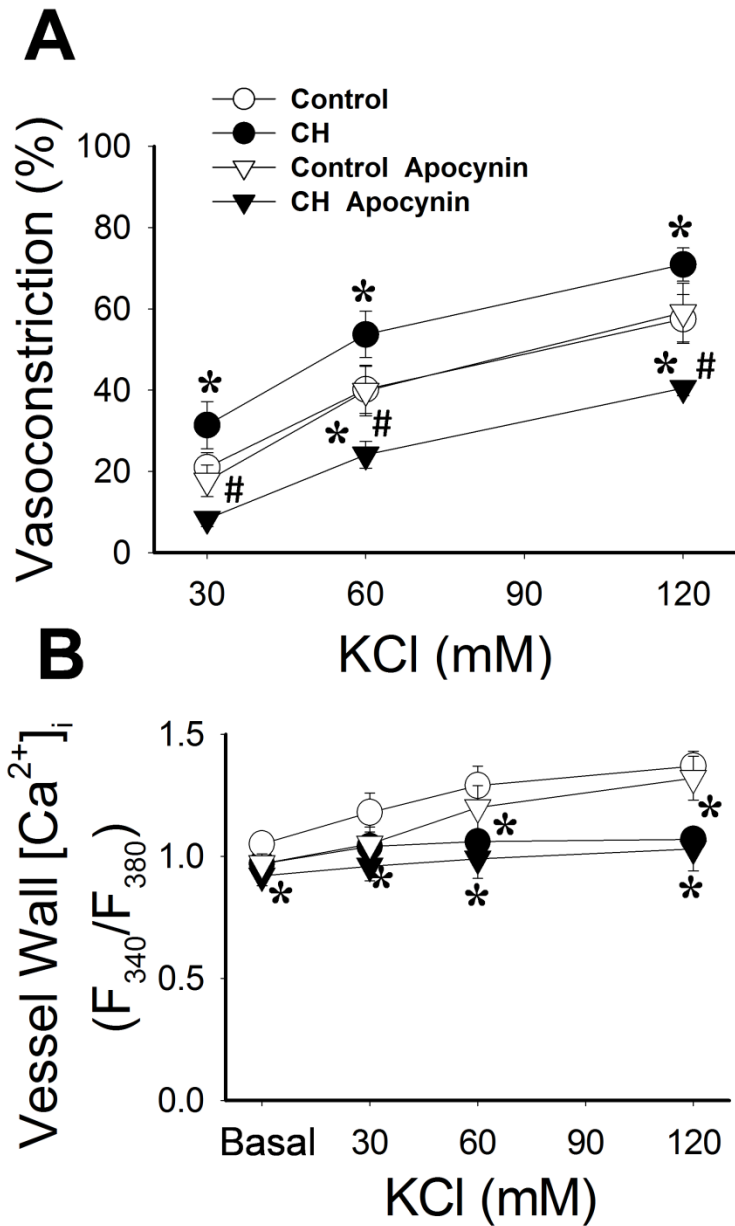 A
Control
CH
Control Apocynin
CH Apocynin
Vasoconstriction (%)
100
80
60
40
20
0
*
*
*
*
*
#
#
#
30
60
90
120
KCl (mM)
B
Vessel Wall [Ca²⁺]ᵢ
(F₃₄₀/F₃₈₀)
1.5
1.0
0.5
0.0
*
*
*
*
*
*
Basal
30
60
90
120
KCl (mM)